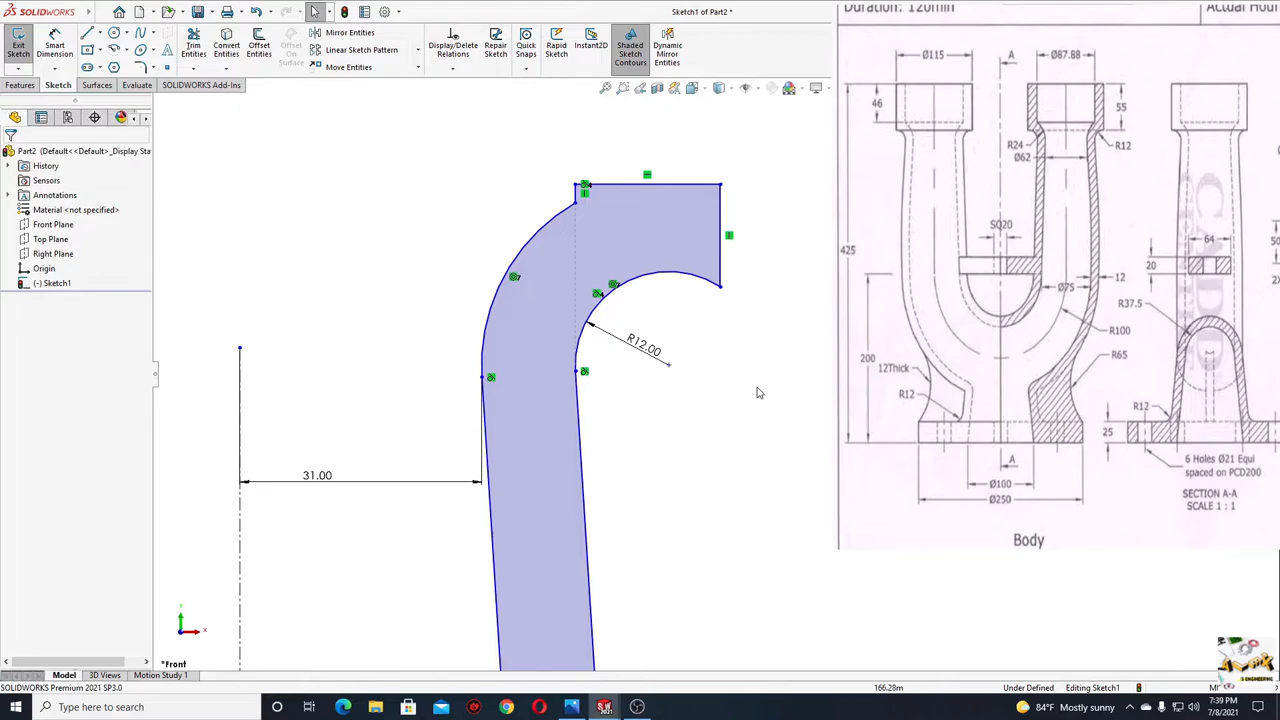 SOLIDWORKS
Sketch1 of Part2 *
Exit Sketch
Smart Dimension
Trim Entities
Convert Entities
Offset Entities
Offset On Surface
Mirror Entities
Linear Sketch Pattern
Move Entities
Display/Delete Relations
Repair Sketch
Quick Snaps
Rapid Sketch
Instant2D
Shaded Sketch Contours
Dynamic Mirror Entities
Features
Sketch
Surfaces
Evaluate
SOLIDWORKS Add-Ins
Part2 (Default<<Default>_Display Sta
History
Sensors
Annotations
Material <not specified>
Front Plane
Top Plane
Right Plane
Origin
(-) Sketch1
R12.00
31.00
Y
X
*Front
Duration: 120min
Actual Hour
Ø115
A
Ø87.88
46
55
R24
R12
Ø62
SQ20
64
20
12
Ø75
R37.5
425
R100
200
R65
12Thick
R12
R12
25
A
Ø100
Ø250
6 Holes Ø21 Equi
spaced on PCD200
SECTION A-A
SCALE 1 : 1
Body
Model
3D Views
Motion Study 1
SOLIDWORKS Premium 2021 SP3.0
166.28m
Under Defined
Editing Sketch1
Type here to search
84°F Mostly sunny
7:39 PM
7/8/2021